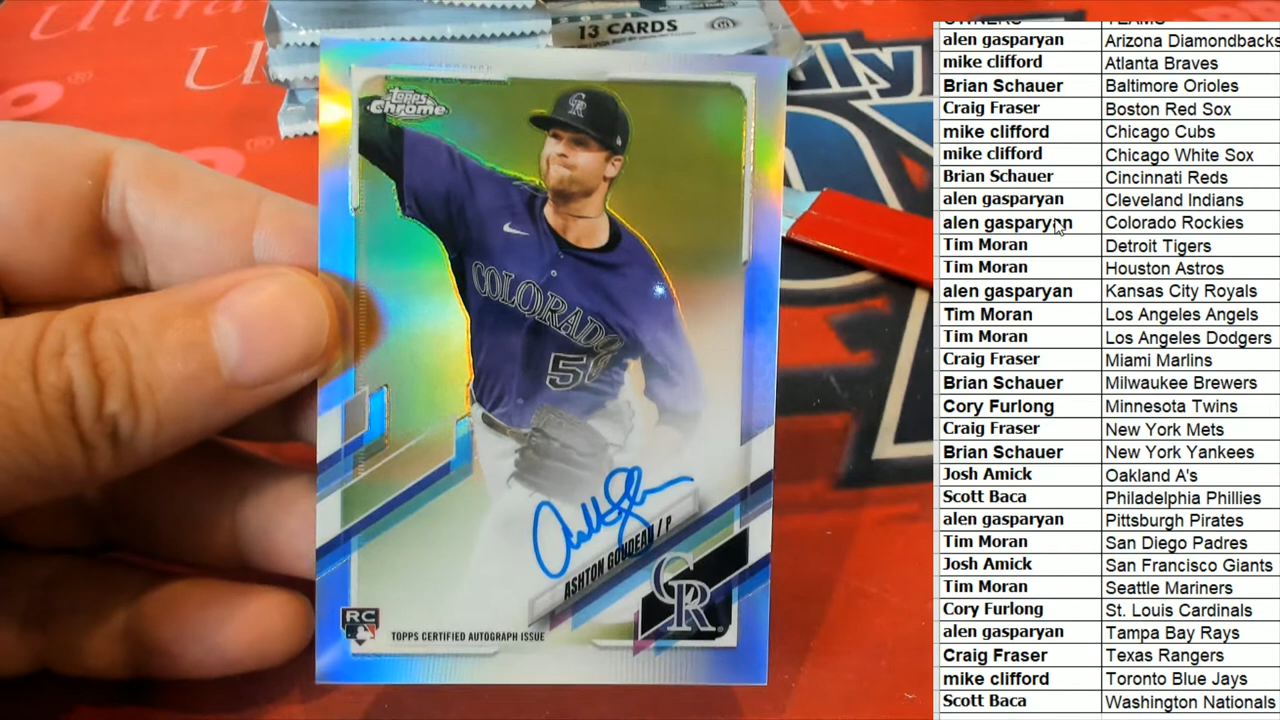 13 CARDS
Topps
Chrome
CR
COLORADO
ASHTON GOUDEAU / P
CR
RC
TOPPS CERTIFIED AUTOGRAPH ISSUE
OWNERS TEAMS
alen gasparyan Arizona Diamondbacks
mike clifford Atlanta Braves
Brian Schauer Baltimore Orioles
Craig Fraser Boston Red Sox
mike clifford Chicago Cubs
mike clifford Chicago White Sox
Brian Schauer Cincinnati Reds
alen gasparyan Cleveland Indians
alen gasparyan Colorado Rockies
Tim Moran Detroit Tigers
Tim Moran Houston Astros
alen gasparyan Kansas City Royals
Tim Moran Los Angeles Angels
Tim Moran Los Angeles Dodgers
Craig Fraser Miami Marlins
Brian Schauer Milwaukee Brewers
Cory Furlong Minnesota Twins
Craig Fraser New York Mets
Brian Schauer New York Yankees
Josh Amick Oakland A's
Scott Baca Philadelphia Phillies
alen gasparyan Pittsburgh Pirates
Tim Moran San Diego Padres
Josh Amick San Francisco Giants
Tim Moran Seattle Mariners
Cory Furlong St. Louis Cardinals
alen gasparyan Tampa Bay Rays
Craig Fraser Texas Rangers
mike clifford Toronto Blue Jays
Scott Baca Washington Nationals